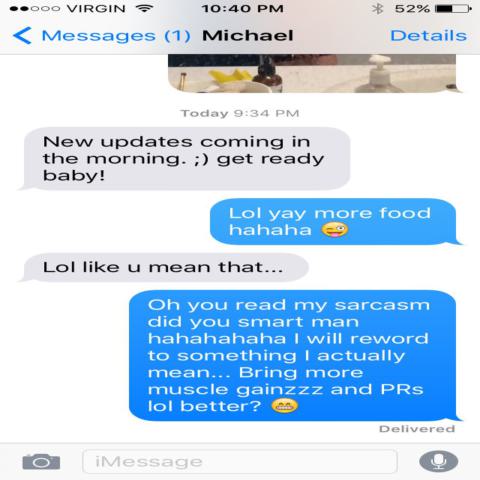 VIRGIN 10:40 PM 52%
Messages (1) Michael Details
Today 9:34 PM
New updates coming in
the morning. ;) get ready
baby!
Lol yay more food
hahaha 😜
Lol like u mean that...
Oh you read my sarcasm
did you smart man
hahahahaha I will reword
to something I actually
mean... Bring more
muscle gainzzz and PRs
lol better? 😁
Delivered
iMessage